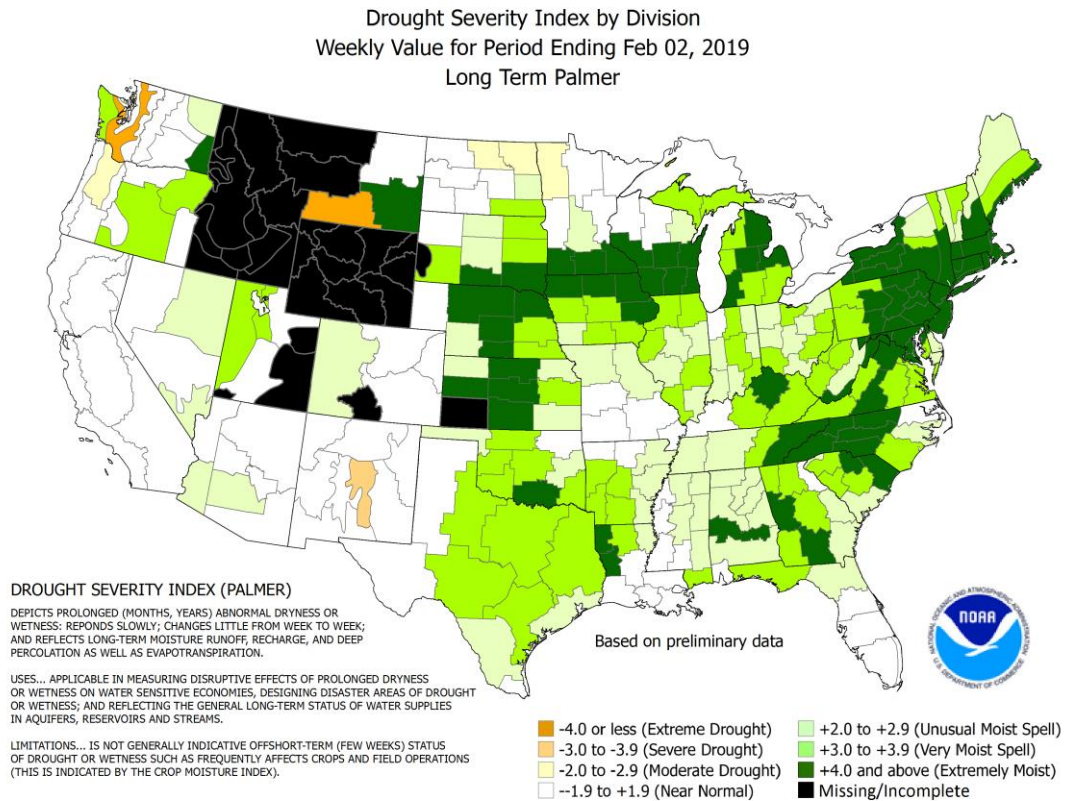 Drought Severity Index by Division
Weekly Value for Period Ending Feb 02, 2019
Long Term Palmer
DROUGHT SEVERITY INDEX (PALMER)
DEPICTS PROLONGED (MONTHS, YEARS) ABNORMAL DRYNESS OR
WETNESS: REPONDS SLOWLY; CHANGES LITTLE FROM WEEK TO WEEK;
AND REFLECTS LONG-TERM MOISTURE RUNOFF, RECHARGE, AND DEEP
PERCOLATION AS WELL AS EVAPOTRANSPIRATION.
USES... APPLICABLE IN MEASURING DISRUPTIVE EFFECTS OF PROLONGED DRYNESS
OR WETNESS ON WATER SENSITIVE ECONOMIES, DESIGNING DISASTER AREAS OF DROUGHT
OR WETNESS; AND REFLECTING THE GENERAL LONG-TERM STATUS OF WATER SUPPLIES
IN AQUIFERS, RESERVOIRS AND STREAMS.
LIMITATIONS... IS NOT GENERALLY INDICATIVE OFFSHORT-TERM (FEW WEEKS) STATUS
OF DROUGHT OR WETNESS SUCH AS FREQUENTLY AFFECTS CROPS AND FIELD OPERATIONS
(THIS IS INDICATED BY THE CROP MOISTURE INDEX).
Based on preliminary data
NATIONAL OCEANIC AND ATMOSPHERIC ADMINISTRATION
NOAA
U.S. DEPARTMENT OF COMMERCE
-4.0 or less (Extreme Drought)
-3.0 to -3.9 (Severe Drought)
-2.0 to -2.9 (Moderate Drought)
--1.9 to +1.9 (Near Normal)
+2.0 to +2.9 (Unusual Moist Spell)
+3.0 to +3.9 (Very Moist Spell)
+4.0 and above (Extremely Moist)
Missing/Incomplete